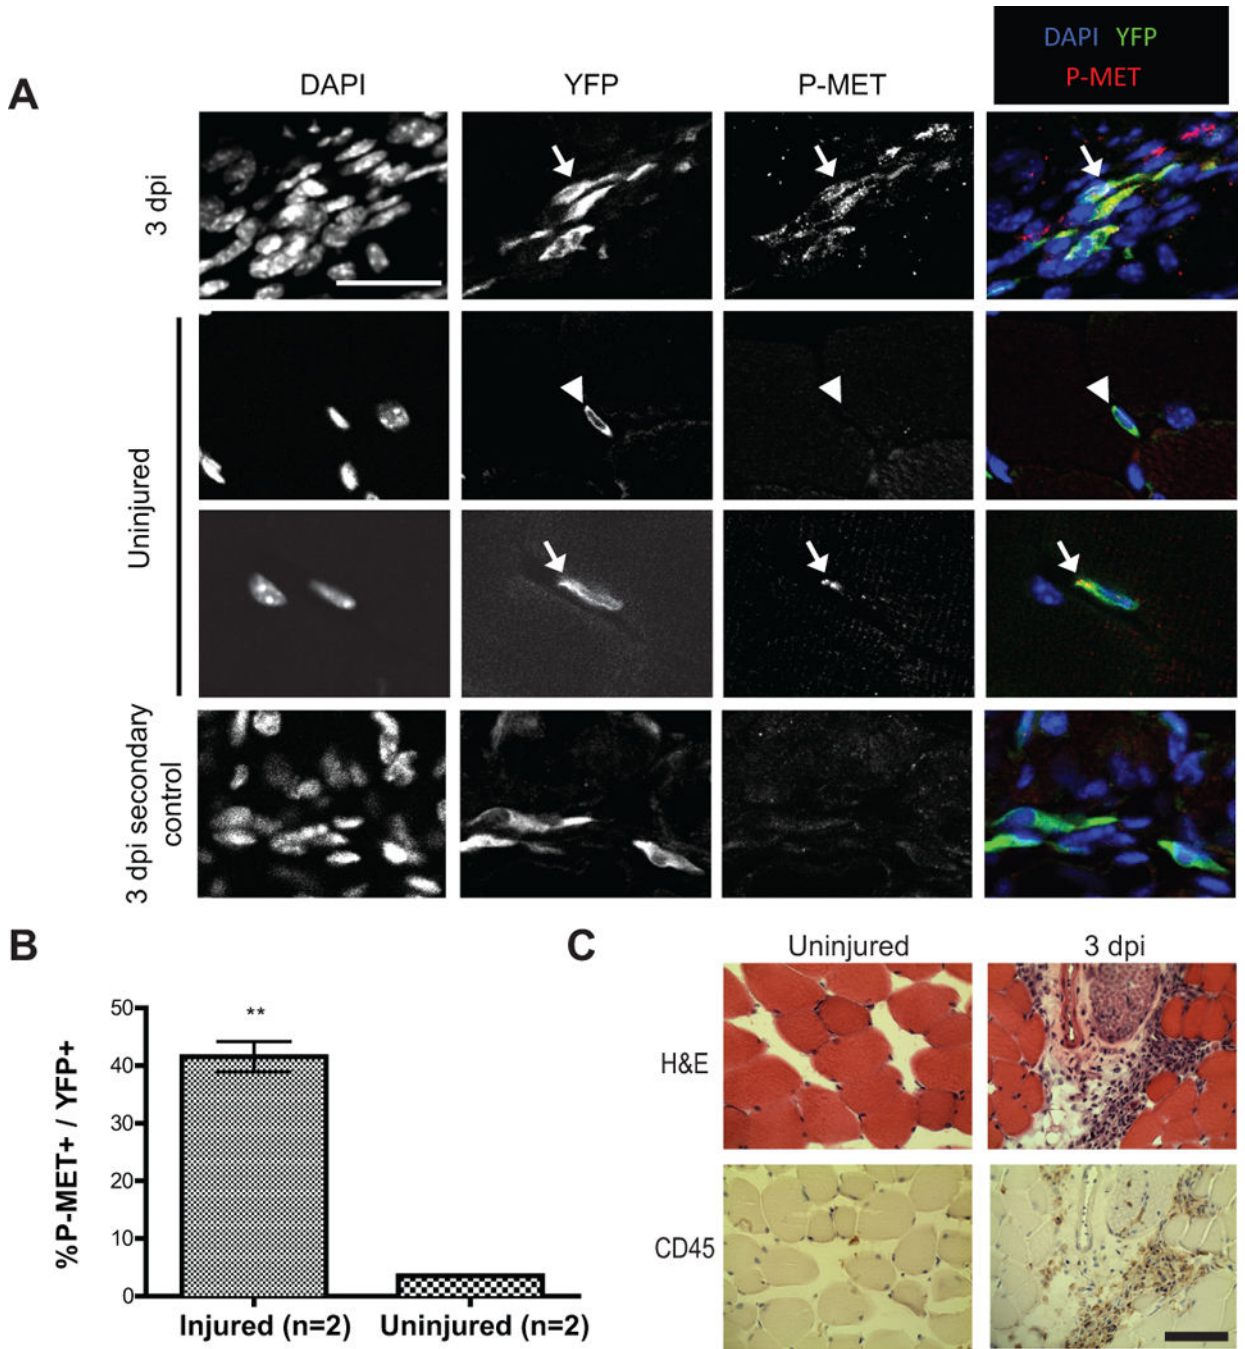 DAPI YFP
P-MET
A
DAPI YFP P-MET
3 dpi
Uninjured
3 dpi secondary
control
B
%P-MET+ / YFP+
50
**
40
30
20
10
0
Injured (n=2) Uninjured (n=2)
C
Uninjured 3 dpi
H&E
CD45